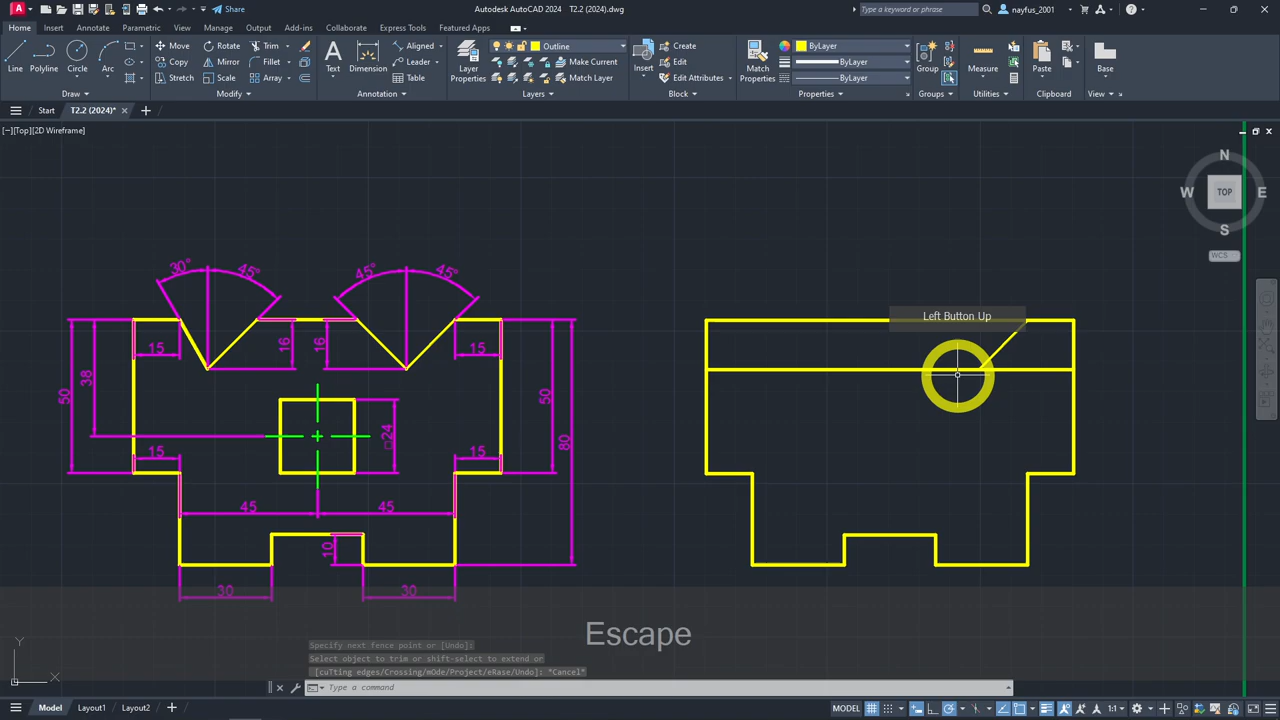 Share
Autodesk AutoCAD 2024 T2.2 (2024).dwg
Type a keyword or phrase
nayfus_2001
Home Insert Annotate Parametric View Manage Output Add-ins Collaborate Express Tools Featured Apps
Line Polyline Circle Arc
Move Rotate Trim
Copy Mirror Fillet
Stretch Scale Array
Text Dimension
Aligned
Leader
Table
Layer Properties
Outline
Make Current
Match Layer
Insert
Create
Edit
Edit Attributes
Match Properties
ByLayer
ByLayer
ByLayer
Group
Measure
Paste
Base
Draw Modify Annotation Layers Block Properties Groups Utilities Clipboard View
Start T2.2 (2024)*
[−][Top][2D Wireframe]
N
W TOP E
S
WCS
30° 45° 45° 45°
Left Button Up
15 16 16 15
38
50 50
□24
80
15 15
45 45
10
30 30
Escape
Specify next fence point or [Undo]:
Select object to trim or shift-select to extend or
[cuTting edges/Crossing/mOde/Project/eRase/Undo]: *Cancel*
Type a command
Y
X
Model Layout1 Layout2
MODEL
1:1